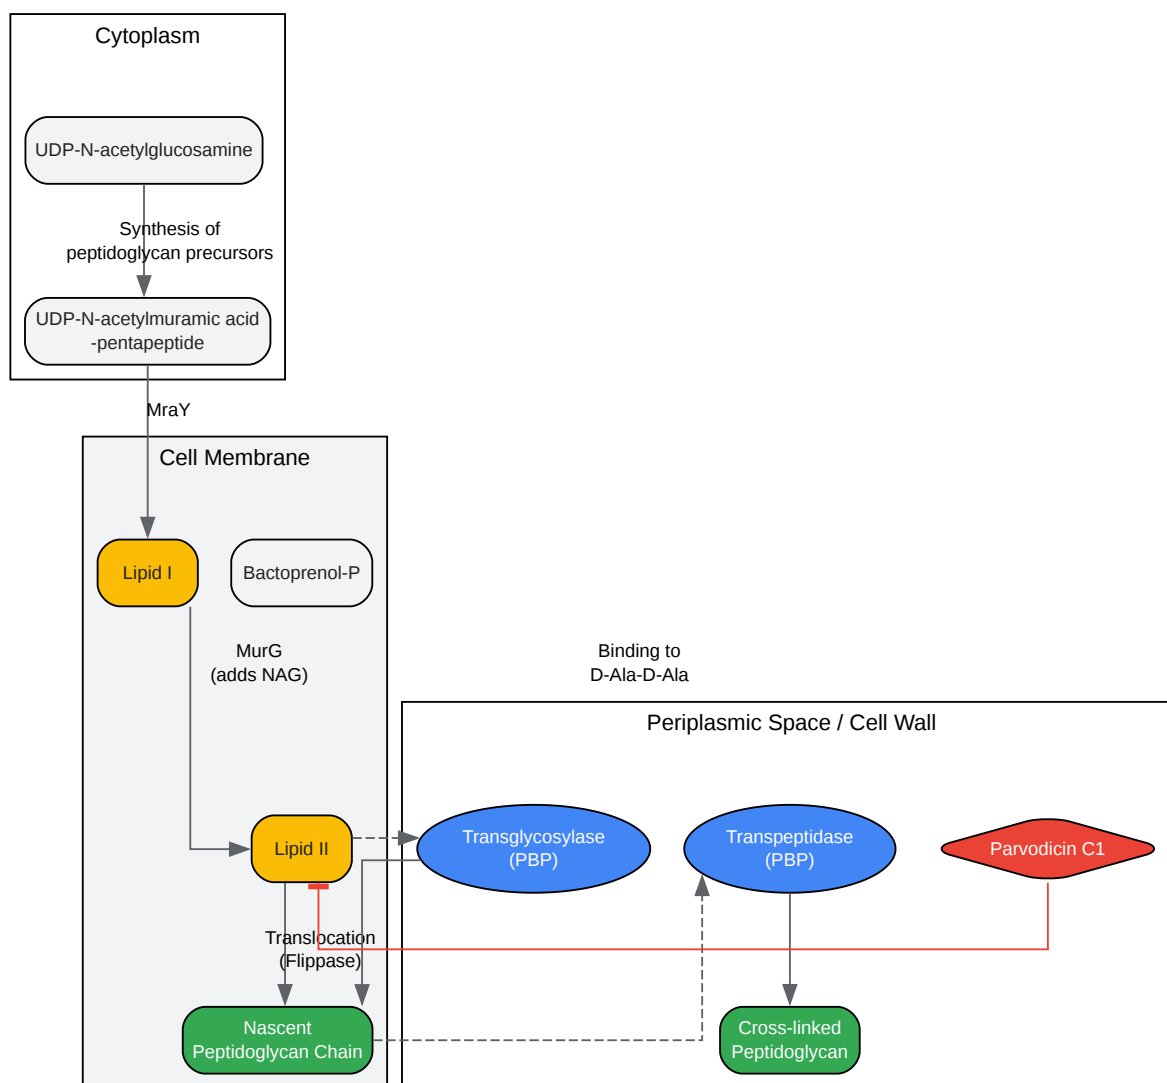 Cytoplasm
UDP-N-acetylglucosamine
Synthesis of
peptidoglycan precursors
UDP-N-acetylmuramic acid
-pentapeptide
MraY
Cell Membrane
Lipid I
Bactoprenol-P
MurG
(adds NAG)
Binding to
D-Ala-D-Ala
Periplasmic Space / Cell Wall
Lipid II
Transglycosylase
(PBP)
Transpeptidase
(PBP)
Parvodicin C1
Translocation
(Flippase)
Nascent
Peptidoglycan Chain
Cross-linked
Peptidoglycan